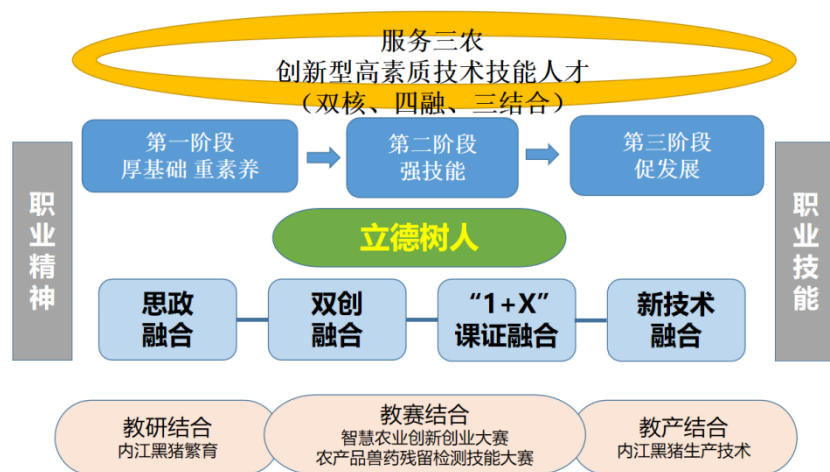 服务三农
创新型高素质技术技能人才
（双核、四融、三结合）
第一阶段
厚基础 重素养
第二阶段
强技能
第三阶段
促发展
职业精神
立德树人
职业技能
思政
融合
双创
融合
“1+X”
课证融合
新技术
融合
教研结合
内江黑猪繁育
教赛结合
智慧农业创新创业大赛
农产品兽药残留检测技能大赛
教产结合
内江黑猪生产技术